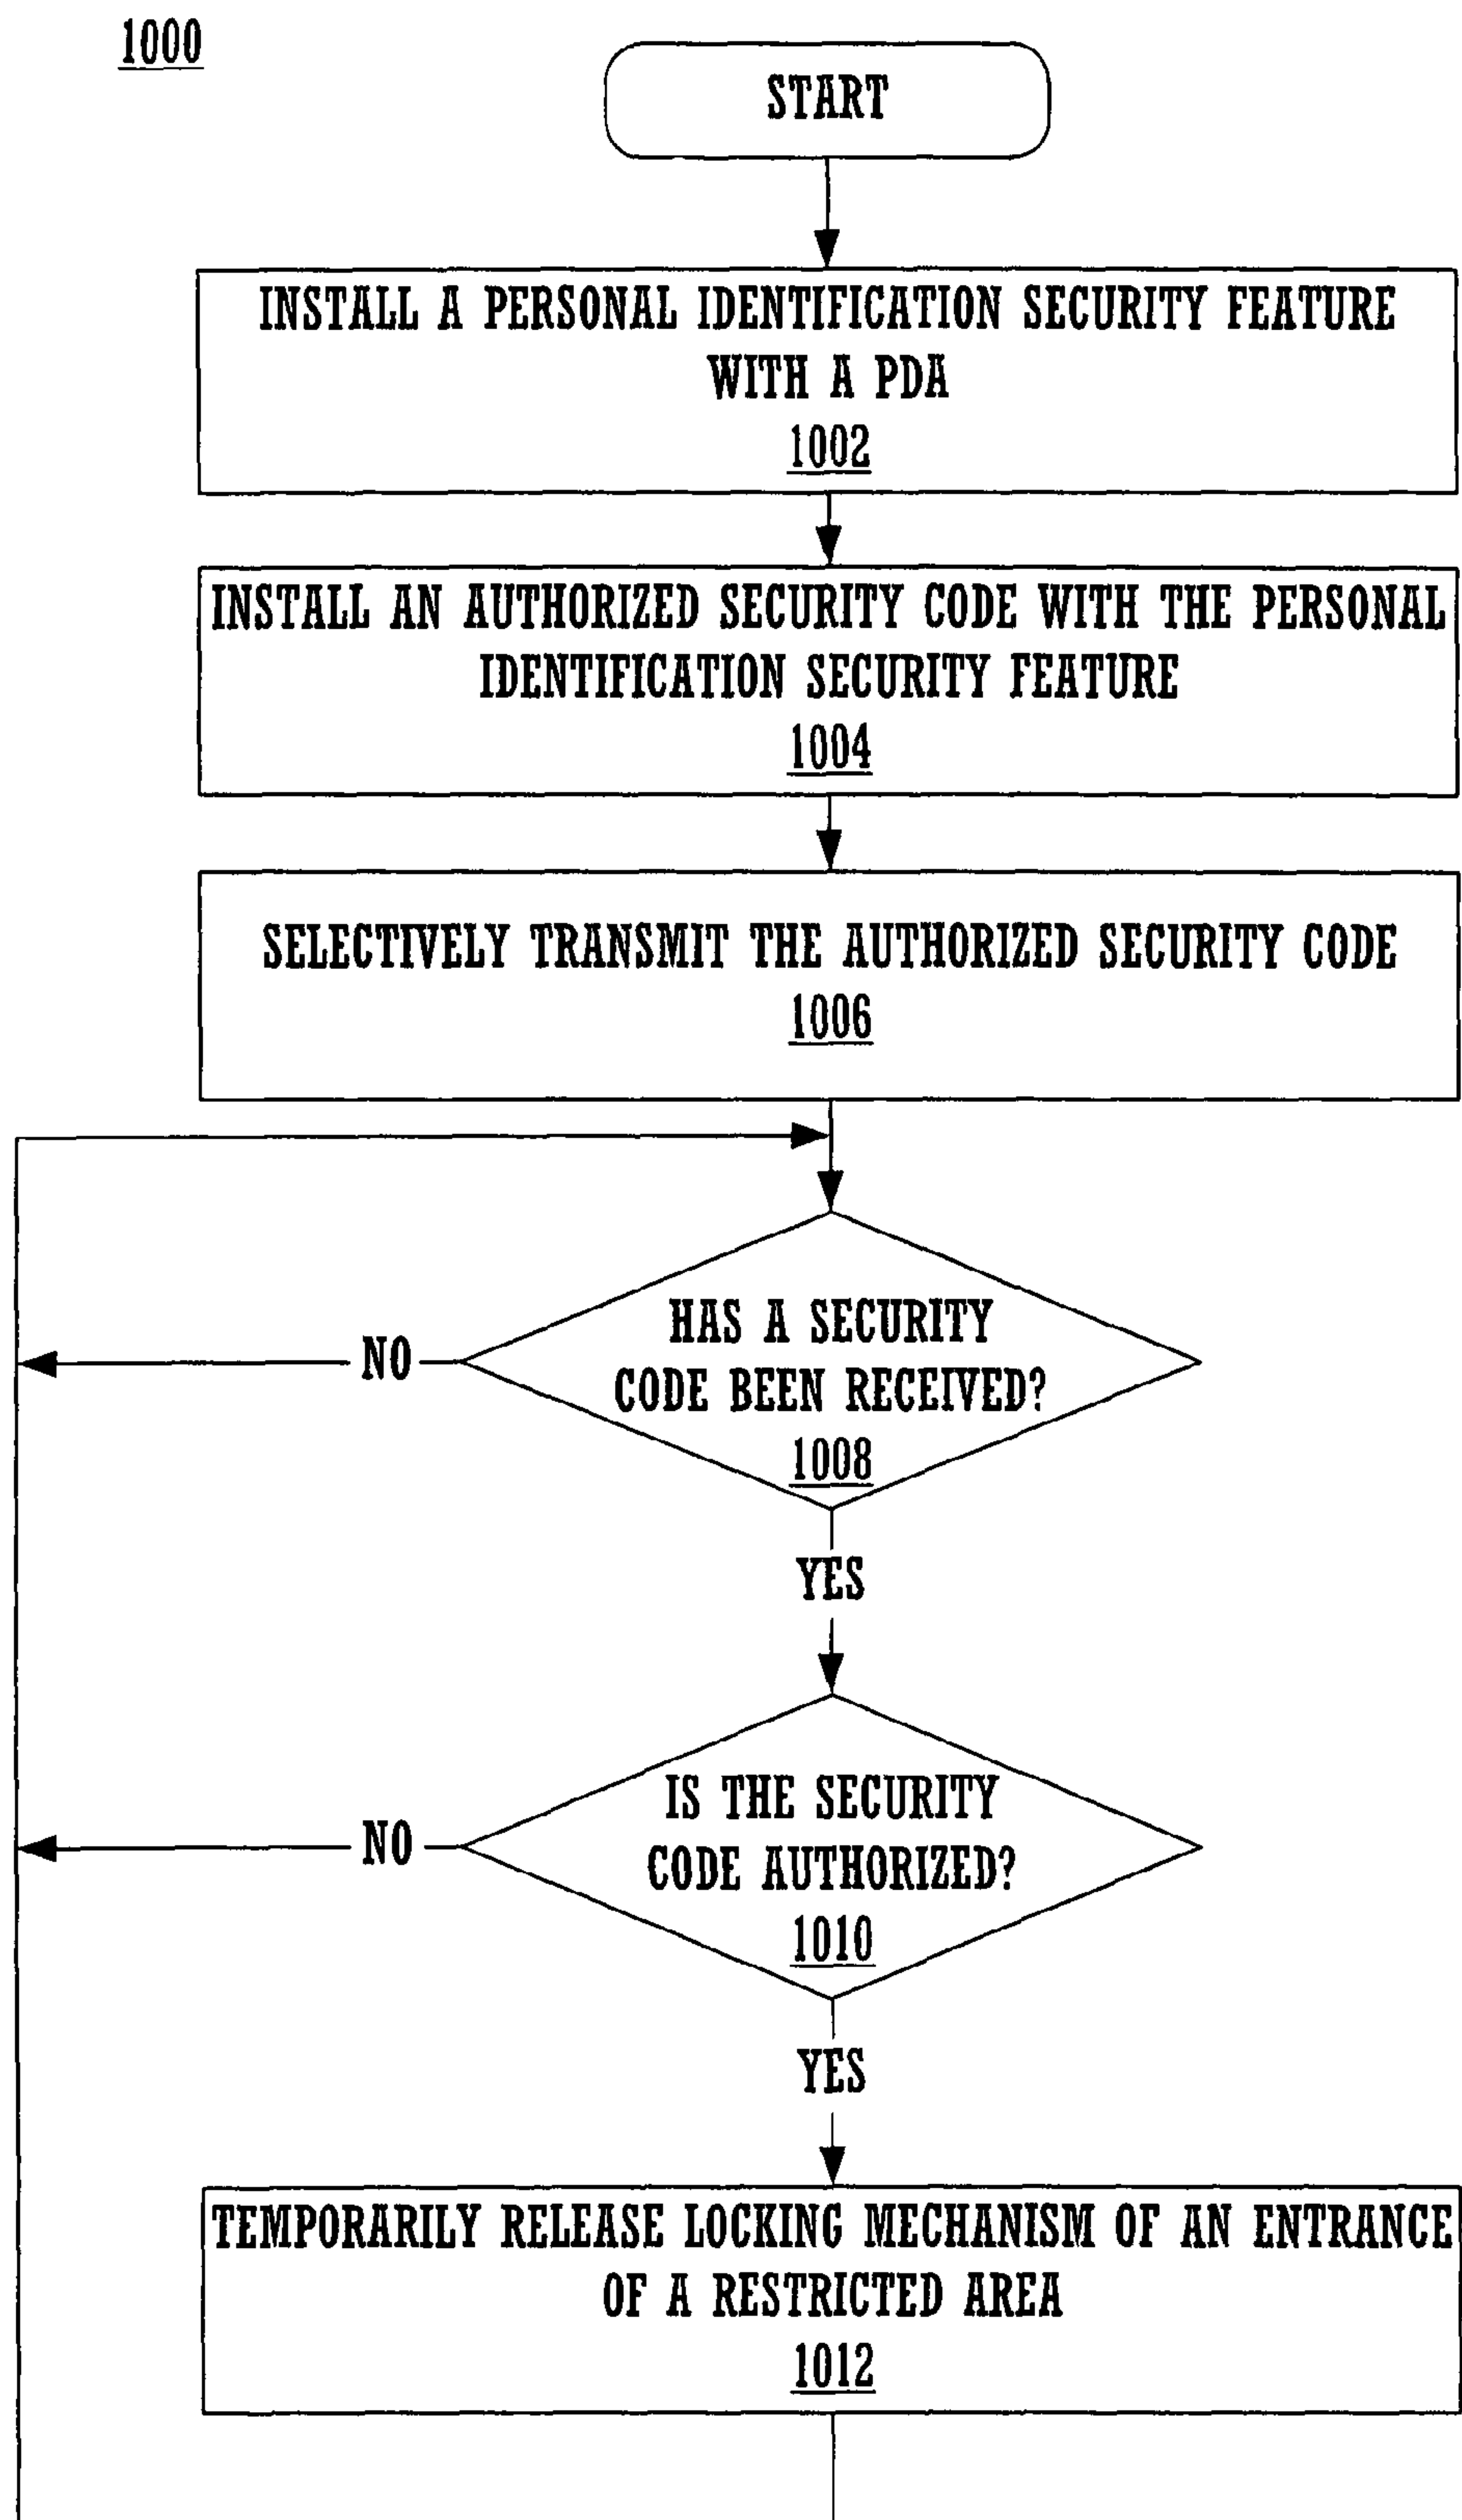 1000
START
INSTALL A PERSONAL IDENTIFICATION SECURITY FEATURE
WITH A PDA
1002
INSTALL AN AUTHORIZED SECURITY CODE WITH THE PERSONAL
IDENTIFICATION SECURITY FEATURE
1004
SELECTIVELY TRANSMIT THE AUTHORIZED SECURITY CODE
1006
HAS A SECURITY
CODE BEEN RECEIVED?
1008
NO
YES
IS THE SECURITY
CODE AUTHORIZED?
1010
NO
YES
TEMPORARILY RELEASE LOCKING MECHANISM OF AN ENTRANCE
OF A RESTRICTED AREA
1012